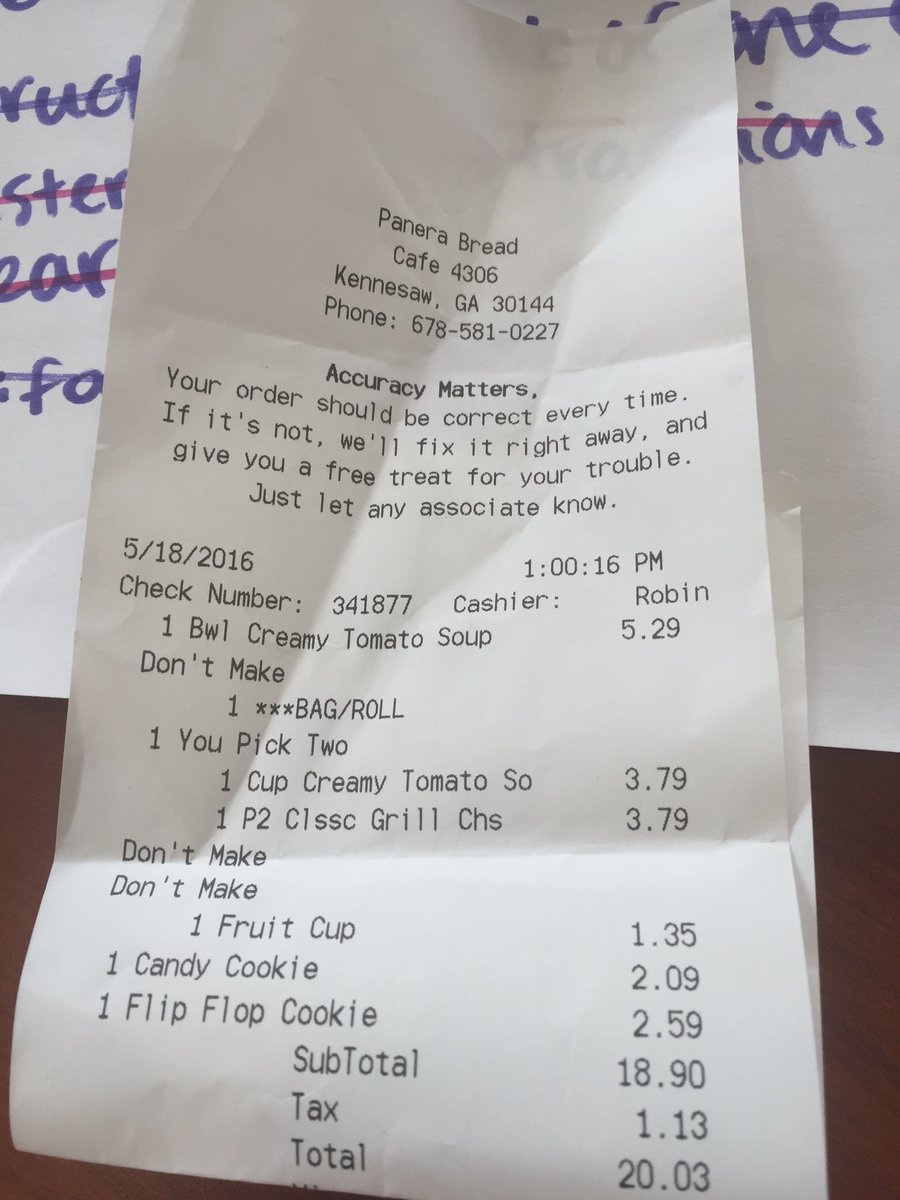 ruct
ster
ear
:fo
ions
Panera Bread
Cafe 4306
Kennesaw, GA 30144
Phone: 678-581-0227
Accuracy Matters,
Your order should be correct every time.
If it's not, we'll fix it right away, and
give you a free treat for your trouble.
Just let any associate know.
5/18/2016 1:00:16 PM
Check Number: 341877 Cashier: Robin
1 Bwl Creamy Tomato Soup 5.29
Don't Make
1 ***BAG/ROLL
1 You Pick Two
1 Cup Creamy Tomato So 3.79
1 P2 Clssc Grill Chs 3.79
Don't Make
Don't Make
1 Fruit Cup 1.35
1 Candy Cookie 2.09
1 Flip Flop Cookie 2.59
SubTotal 18.90
Tax 1.13
Total 20.03